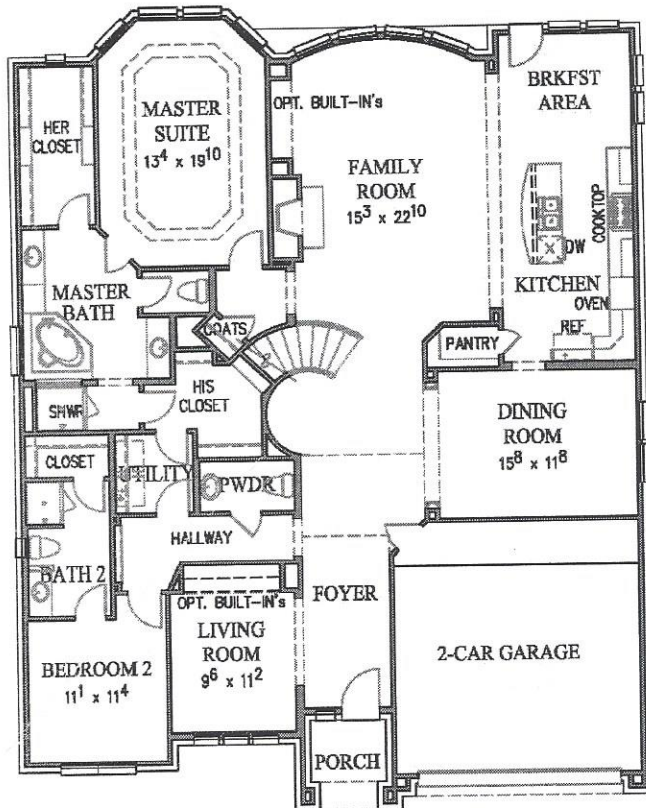 MASTER
SUITE
13⁴ x 19¹⁰
HER
CLOSET
OPT. BUILT-IN's
FAMILY
ROOM
15³ x 22¹⁰
BRKFST
AREA
COOKTOP
DW
KITCHEN
OVEN
REF
PANTRY
MASTER
BATH
COATS
HIS
CLOSET
SHWR
DINING
ROOM
15⁸ x 11⁸
CLOSET
UTILITY
PWDR
HALLWAY
BATH 2
OPT. BUILT-IN's
FOYER
LIVING
ROOM
9⁶ x 11²
2-CAR GARAGE
BEDROOM 2
11¹ x 11⁴
PORCH